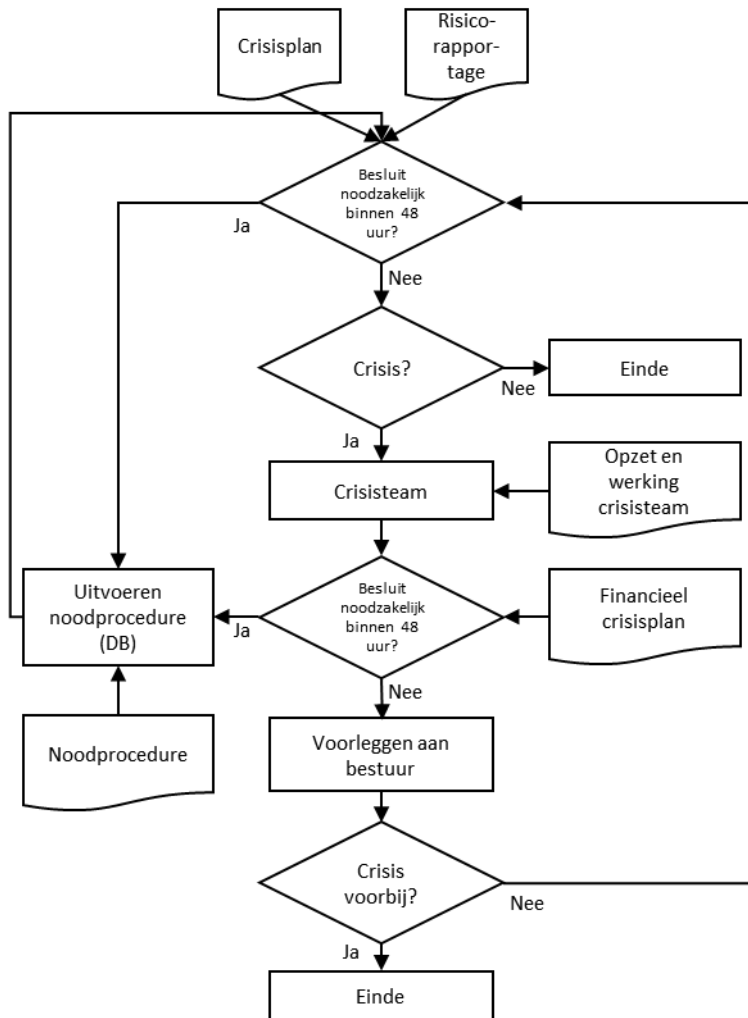 Crisisplan
Risico-
rappor-
tage
Besluit
noodzakelijk
binnen 48
uur?
Ja
Nee
Crisis?
Nee
Einde
Ja
Crisisteam
Opzet en
werking
crisisteam
Uitvoeren
noodprocedure
(DB)
Ja
Besluit
noodzakelijk
binnen 48
uur?
Financieel
crisisplan
Nee
Noodprocedure
Voorleggen aan
bestuur
Crisis
voorbij?
Nee
Ja
Einde